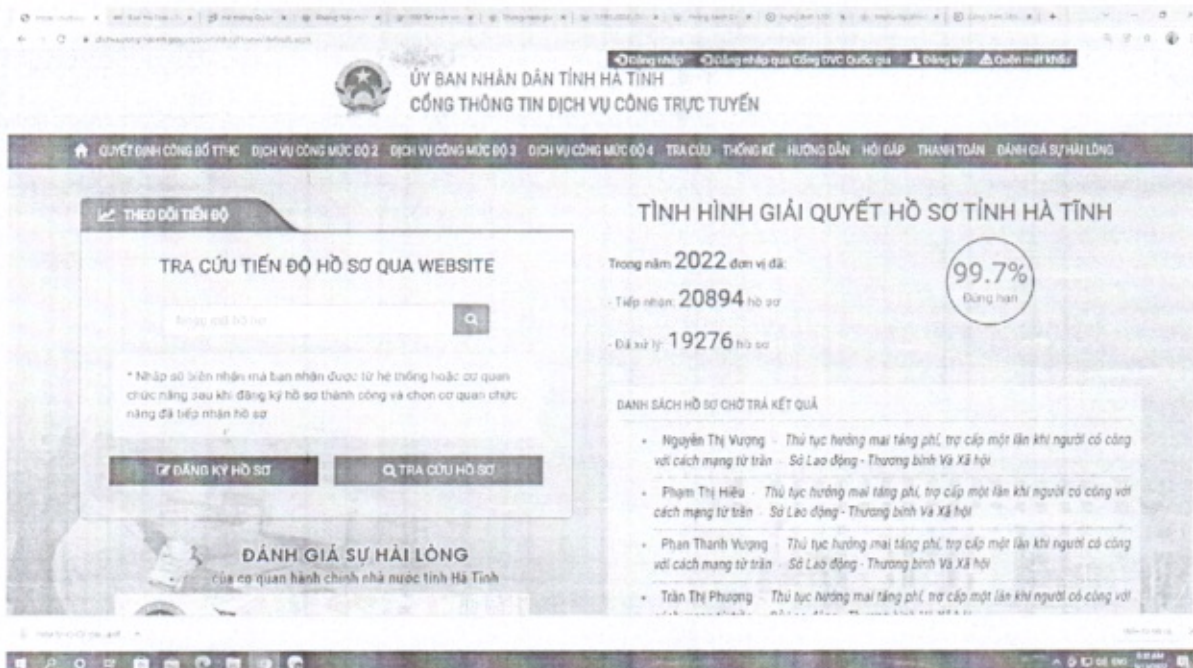 Đăng nhập Đăng nhập qua Cổng DVC Quốc gia Đăng ký Quên mật khẩu
ỦY BAN NHÂN DÂN TỈNH HÀ TĨNH
CỔNG THÔNG TIN DỊCH VỤ CÔNG TRỰC TUYẾN
QUYẾT ĐỊNH CÔNG BỐ TTHC DỊCH VỤ CÔNG MỨC ĐỘ 2 DỊCH VỤ CÔNG MỨC ĐỘ 3 DỊCH VỤ CÔNG MỨC ĐỘ 4 TRA CỨU THỐNG KÊ HƯỚNG DẪN HỎI ĐÁP THANH TOÁN ĐÁNH GIÁ SỰ HÀI LÒNG
THEO DÕI TIẾN ĐỘ
TRA CỨU TIẾN ĐỘ HỒ SƠ QUA WEBSITE
* Nhập số biên nhận mà bạn nhận được từ hệ thống hoặc cơ quan
chức năng sau khi đăng ký hồ sơ thành công và chọn cơ quan chức
năng đã tiếp nhận hồ sơ
ĐĂNG KÝ HỒ SƠ TRA CỨU HỒ SƠ
ĐÁNH GIÁ SỰ HÀI LÒNG
của cơ quan hành chính nhà nước tỉnh Hà Tĩnh
TÌNH HÌNH GIẢI QUYẾT HỒ SƠ TỈNH HÀ TĨNH
Trong năm 2022 đơn vị đã:
- Tiếp nhận: 20894 hồ sơ
- Đã xử lý: 19276 hồ sơ
99.7%
Đúng hạn
DANH SÁCH HỒ SƠ CHỜ TRẢ KẾT QUẢ
Nguyễn Thị Vượng - Thủ tục hưởng mai táng phí, trợ cấp một lần khi người có công
với cách mạng từ trần - Sở Lao động - Thương binh Và Xã hội
Phạm Thị Hiếu - Thủ tục hưởng mai táng phí, trợ cấp một lần khi người có công với
cách mạng từ trần - Sở Lao động - Thương binh Và Xã hội
Phan Thanh Vượng - Thủ tục hưởng mai táng phí, trợ cấp một lần khi người có công
với cách mạng từ trần - Sở Lao động - Thương binh Và Xã hội
Trần Thị Phượng - Thủ tục hưởng mai táng phí, trợ cấp một lần khi người có công với